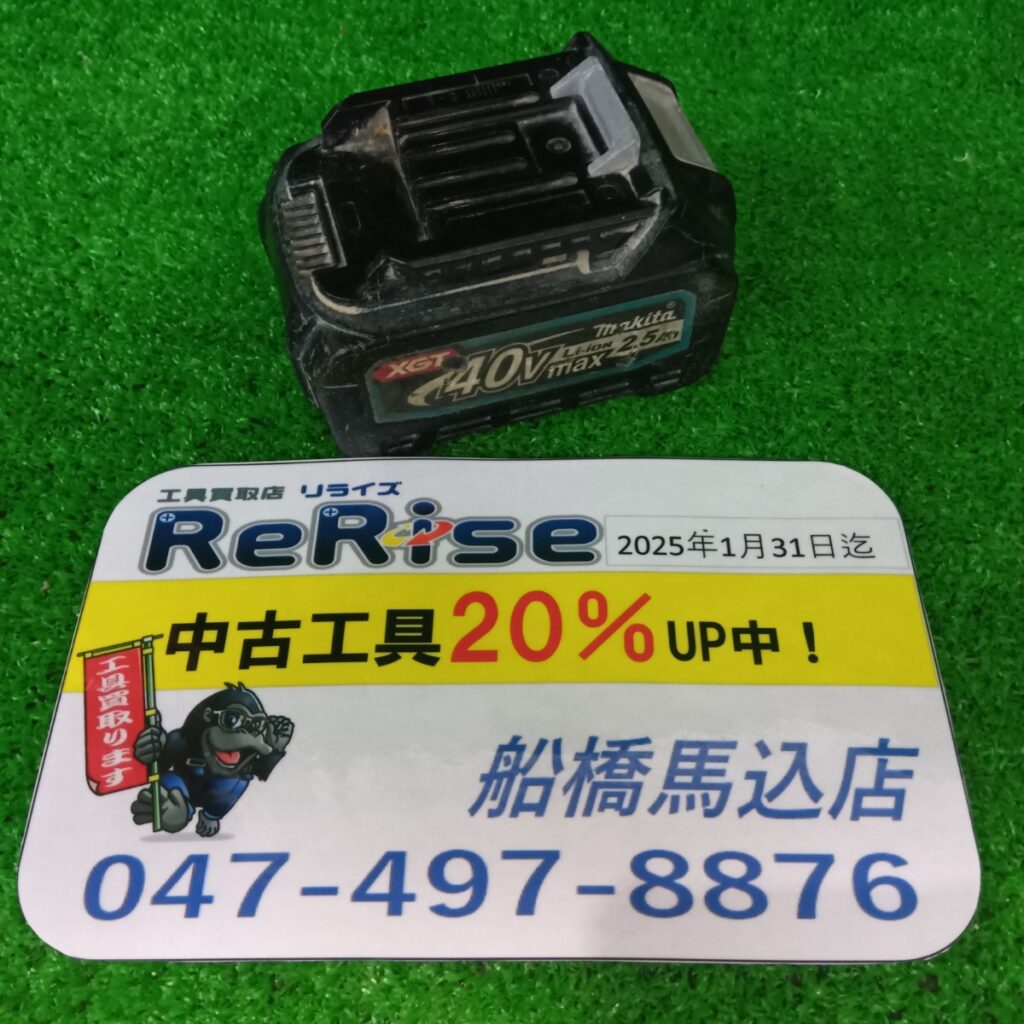 makita
XGT 40Vmax Li-ion 2.5Ah
工具買取店 リライズ
ReRise
2025年1月31日迄
中古工具20%UP中!
工具買取ります
船橋馬込店
047-497-8876